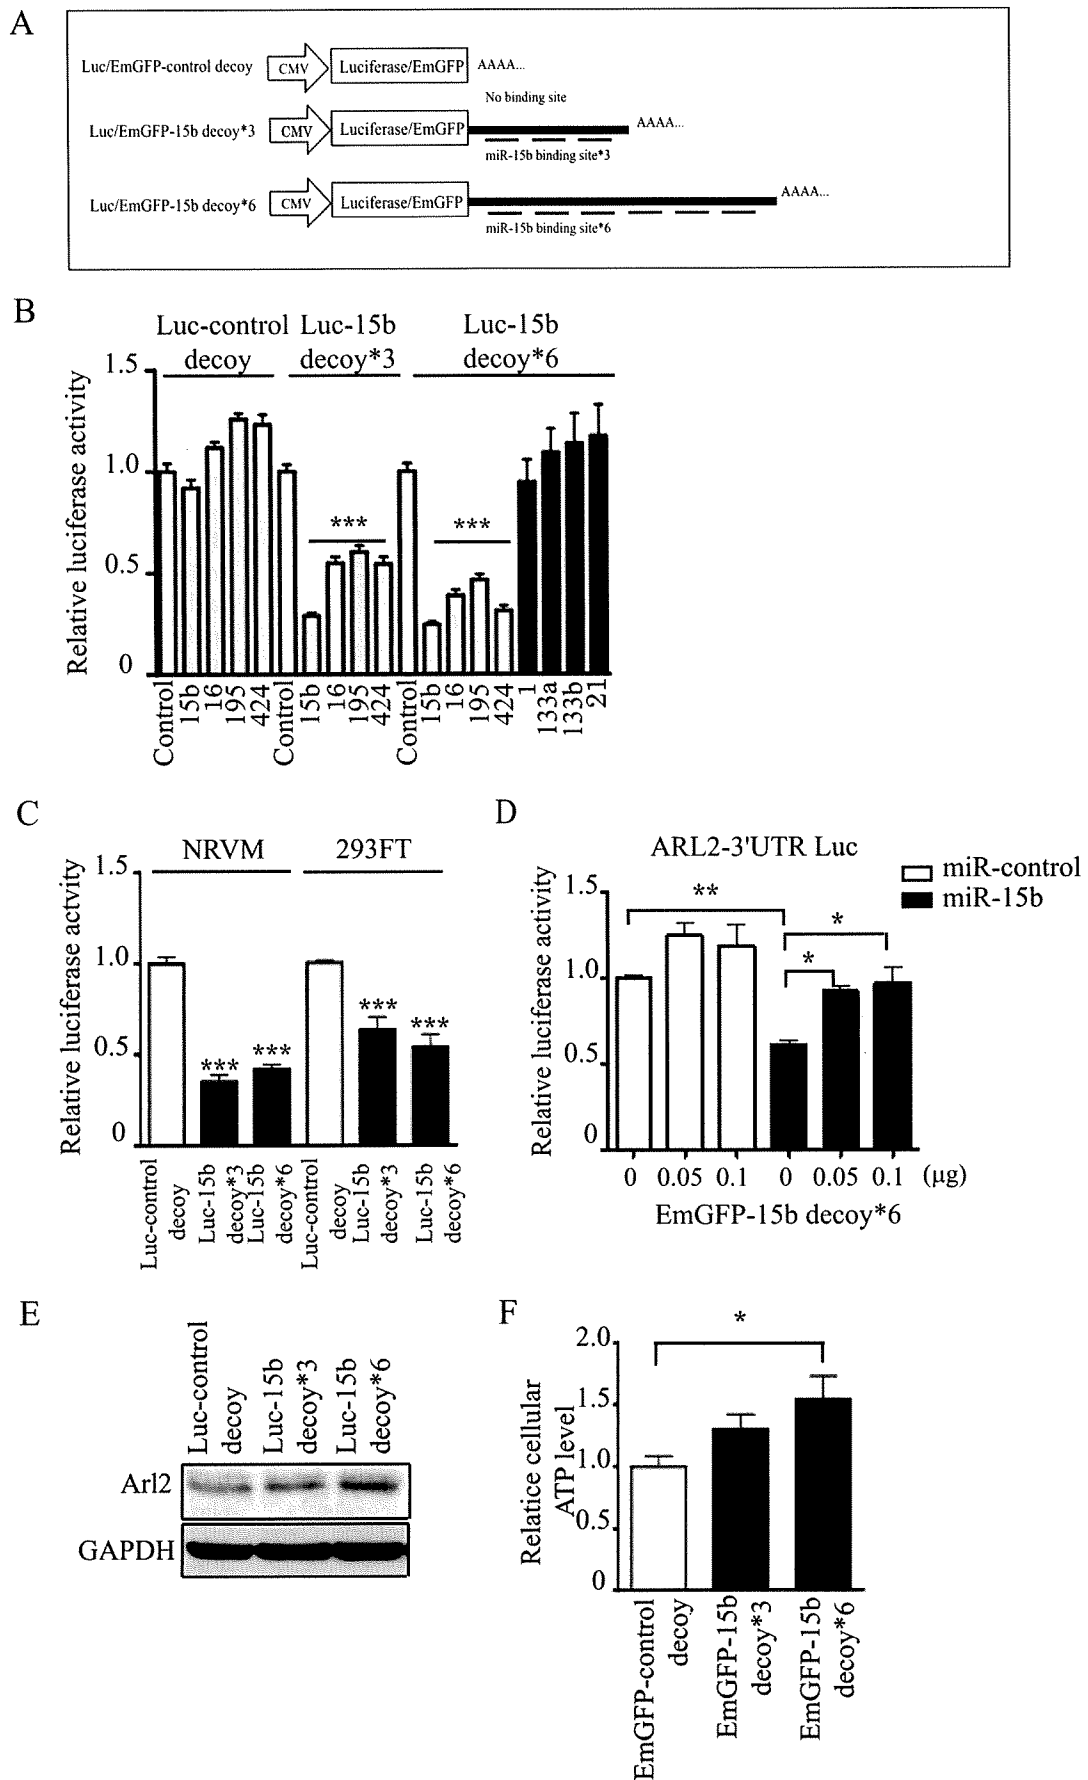 A
Luc/EmGFP-control decoy
CMV
Luciferase/EmGFP
AAAA...
No binding site
Luc/EmGFP-15b decoy*3
CMV
Luciferase/EmGFP
AAAA...
miR-15b binding site*3
Luc/EmGFP-15b decoy*6
CMV
Luciferase/EmGFP
AAAA...
miR-15b binding site*6
B
Luc-control
decoy
Luc-15b
decoy*3
Luc-15b
decoy*6
Relative luciferase activity
1.5
1.0
0.5
0
***
***
Control
15b
16
195
424
Control
15b
16
195
424
Control
15b
16
195
424
1
133a
133b
21
C
NRVM
293FT
Relative luciferase actvity
1.5
1.0
0.5
0
***
***
***
***
Luc-control
decoy
Luc-15b
decoy*3
Luc-15b
decoy*6
Luc-control
decoy
Luc-15b
decoy*3
Luc-15b
decoy*6
D
ARL2-3'UTR Luc
miR-control
miR-15b
Relative luciferase activity
1.5
1.0
0.5
0
**
*
*
0
0.05
0.1
0
0.05
0.1
(μg)
EmGFP-15b decoy*6
E
Luc-control
decoy
Luc-15b
decoy*3
Luc-15b
decoy*6
Arl2
GAPDH
F
Relatice cellular
ATP level
2.0
1.5
1.0
0.5
0
*
EmGFP-control
decoy
EmGFP-15b
decoy*3
EmGFP-15b
decoy*6